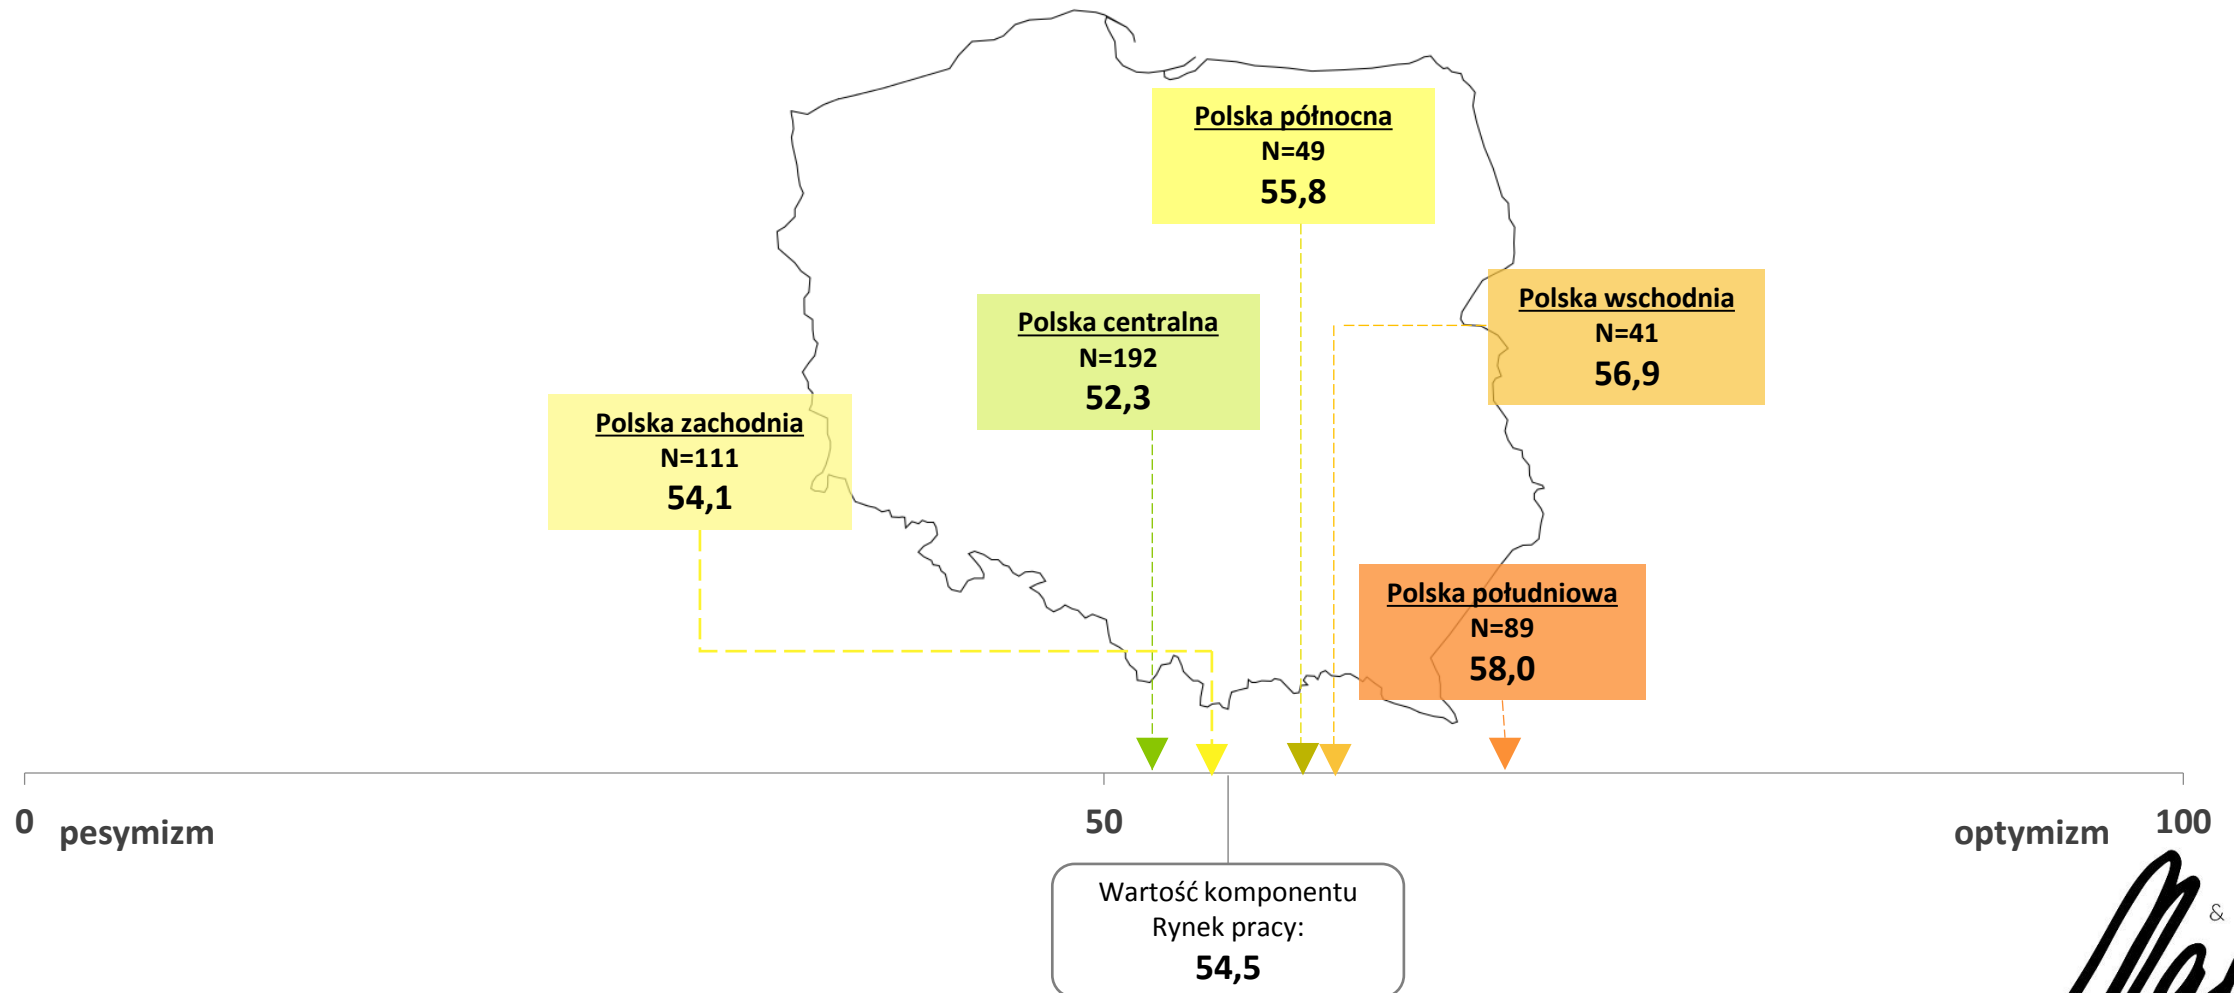 Polska północna
N=49
55,8
Polska wschodnia
N=41
56,9
Polska centralna
N=192
52,3
Polska zachodnia
N=111
54,1
Polska południowa
N=89
58,0
0
pesymizm
50
optymizm
100
Wartość komponentu
Rynek pracy:
54,5
&